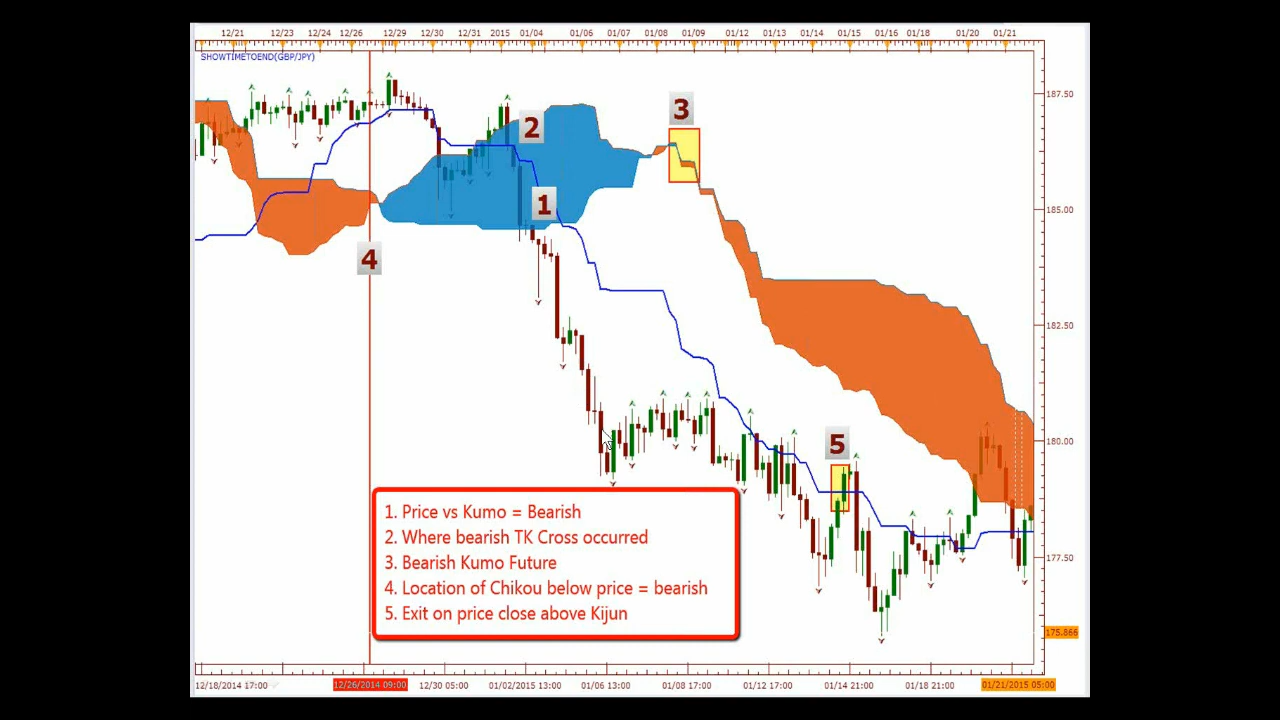 12/21 12/23 12/24 12/26 12/29 12/30 12/31 2015 01/04 01/06 01/07 01/08 01/09 01/12 01/13 01/14 01/15 01/16 01/18 01/20 01/21
SHOWTIMETOEND(GBP/JPY)
187.50
3
2
1
185.00
4
182.50
5
180.00
1. Price vs Kumo = Bearish
2. Where bearish TK Cross occurred
3. Bearish Kumo Future
4. Location of Chikou below price = bearish
5. Exit on price close above Kijun
177.50
175.866
12/18/2014 17:00 12/26/2014 09:00 12/30 05:00 01/02/2015 13:00 01/06 13:00 01/08 17:00 01/12 17:00 01/14 21:00 01/18 21:00 01/21/2015 05:00